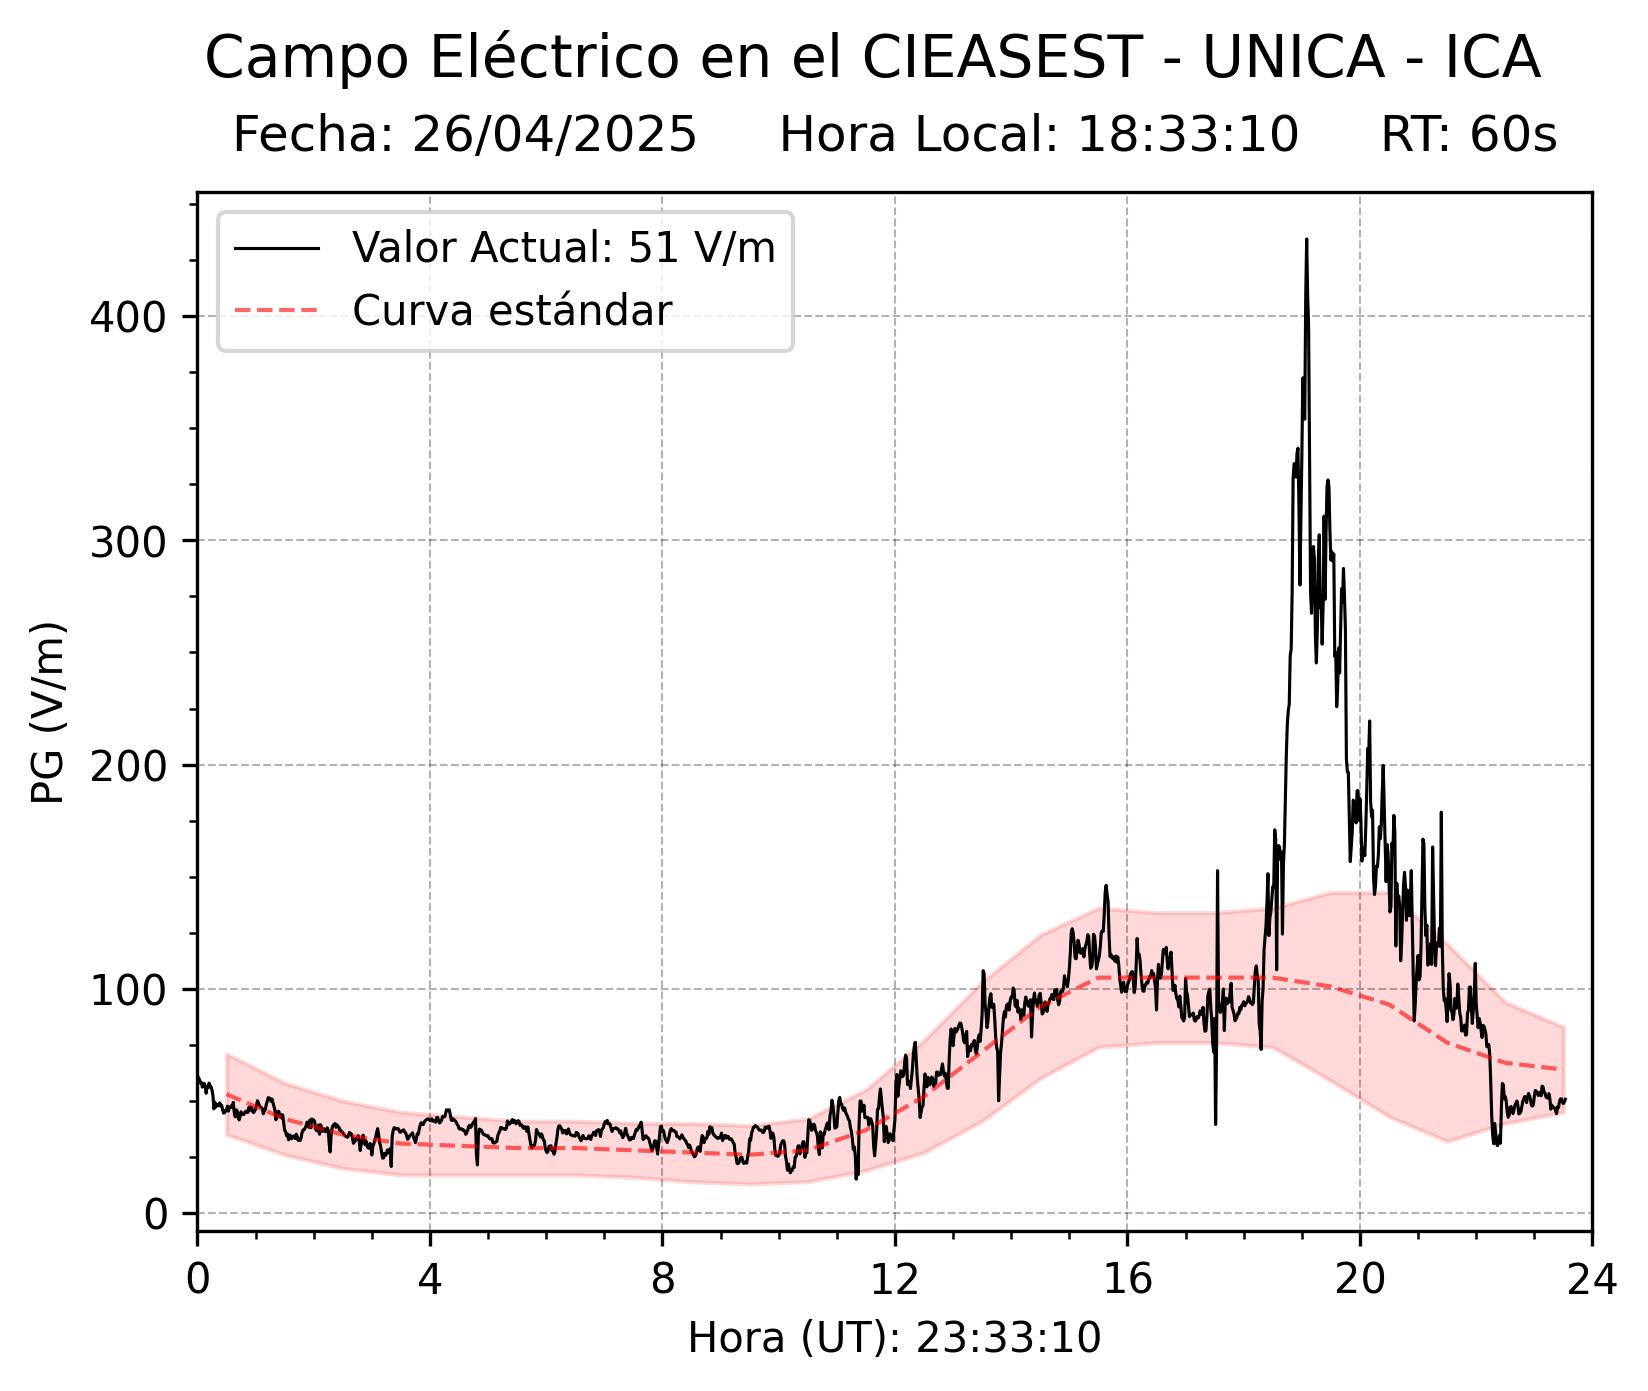 Campo Eléctrico en el CIEASEST - UNICA - ICA
Fecha: 26/04/2025 Hora Local: 18:33:10 RT: 60s
Valor Actual: 51 V/m
Curva estándar
PG (V/m)
400
300
200
100
0
0 4 8 12 16 20 24
Hora (UT): 23:33:10